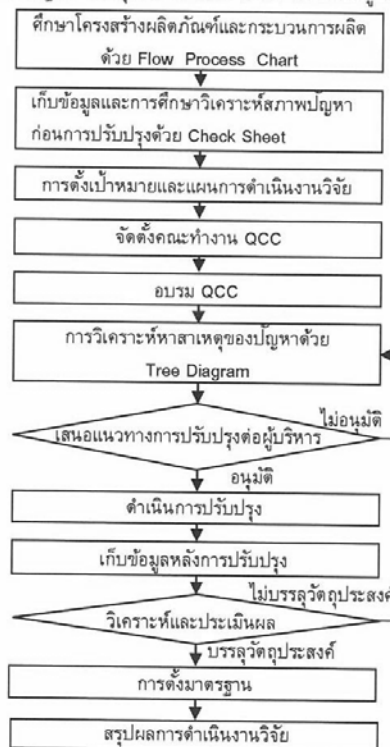 ศึกษาโครงสร้างผลิตภัณฑ์และกระบวนการผลิต
ด้วย Flow Process Chart
เก็บข้อมูลและการศึกษาวิเคราะห์สภาพปัญหา
ก่อนการปรับปรุงด้วย Check Sheet
การตั้งเป้าหมายและแผนการดำเนินงานวิจัย
จัดตั้งคณะทำงาน QCC
อบรม QCC
การวิเคราะห์หาสาเหตุของปัญหาด้วย
Tree Diagram
ไม่อนุมัติ
เสนอแนวทางการปรับปรุงต่อผู้บริหาร
อนุมัติ
ดำเนินการปรับปรุง
เก็บข้อมูลหลังการปรับปรุง
ไม่บรรลุวัตถุประสงค์
วิเคราะห์และประเมินผล
บรรลุวัตถุประสงค์
การตั้งมาตรฐาน
สรุปผลการดำเนินงานวิจัย